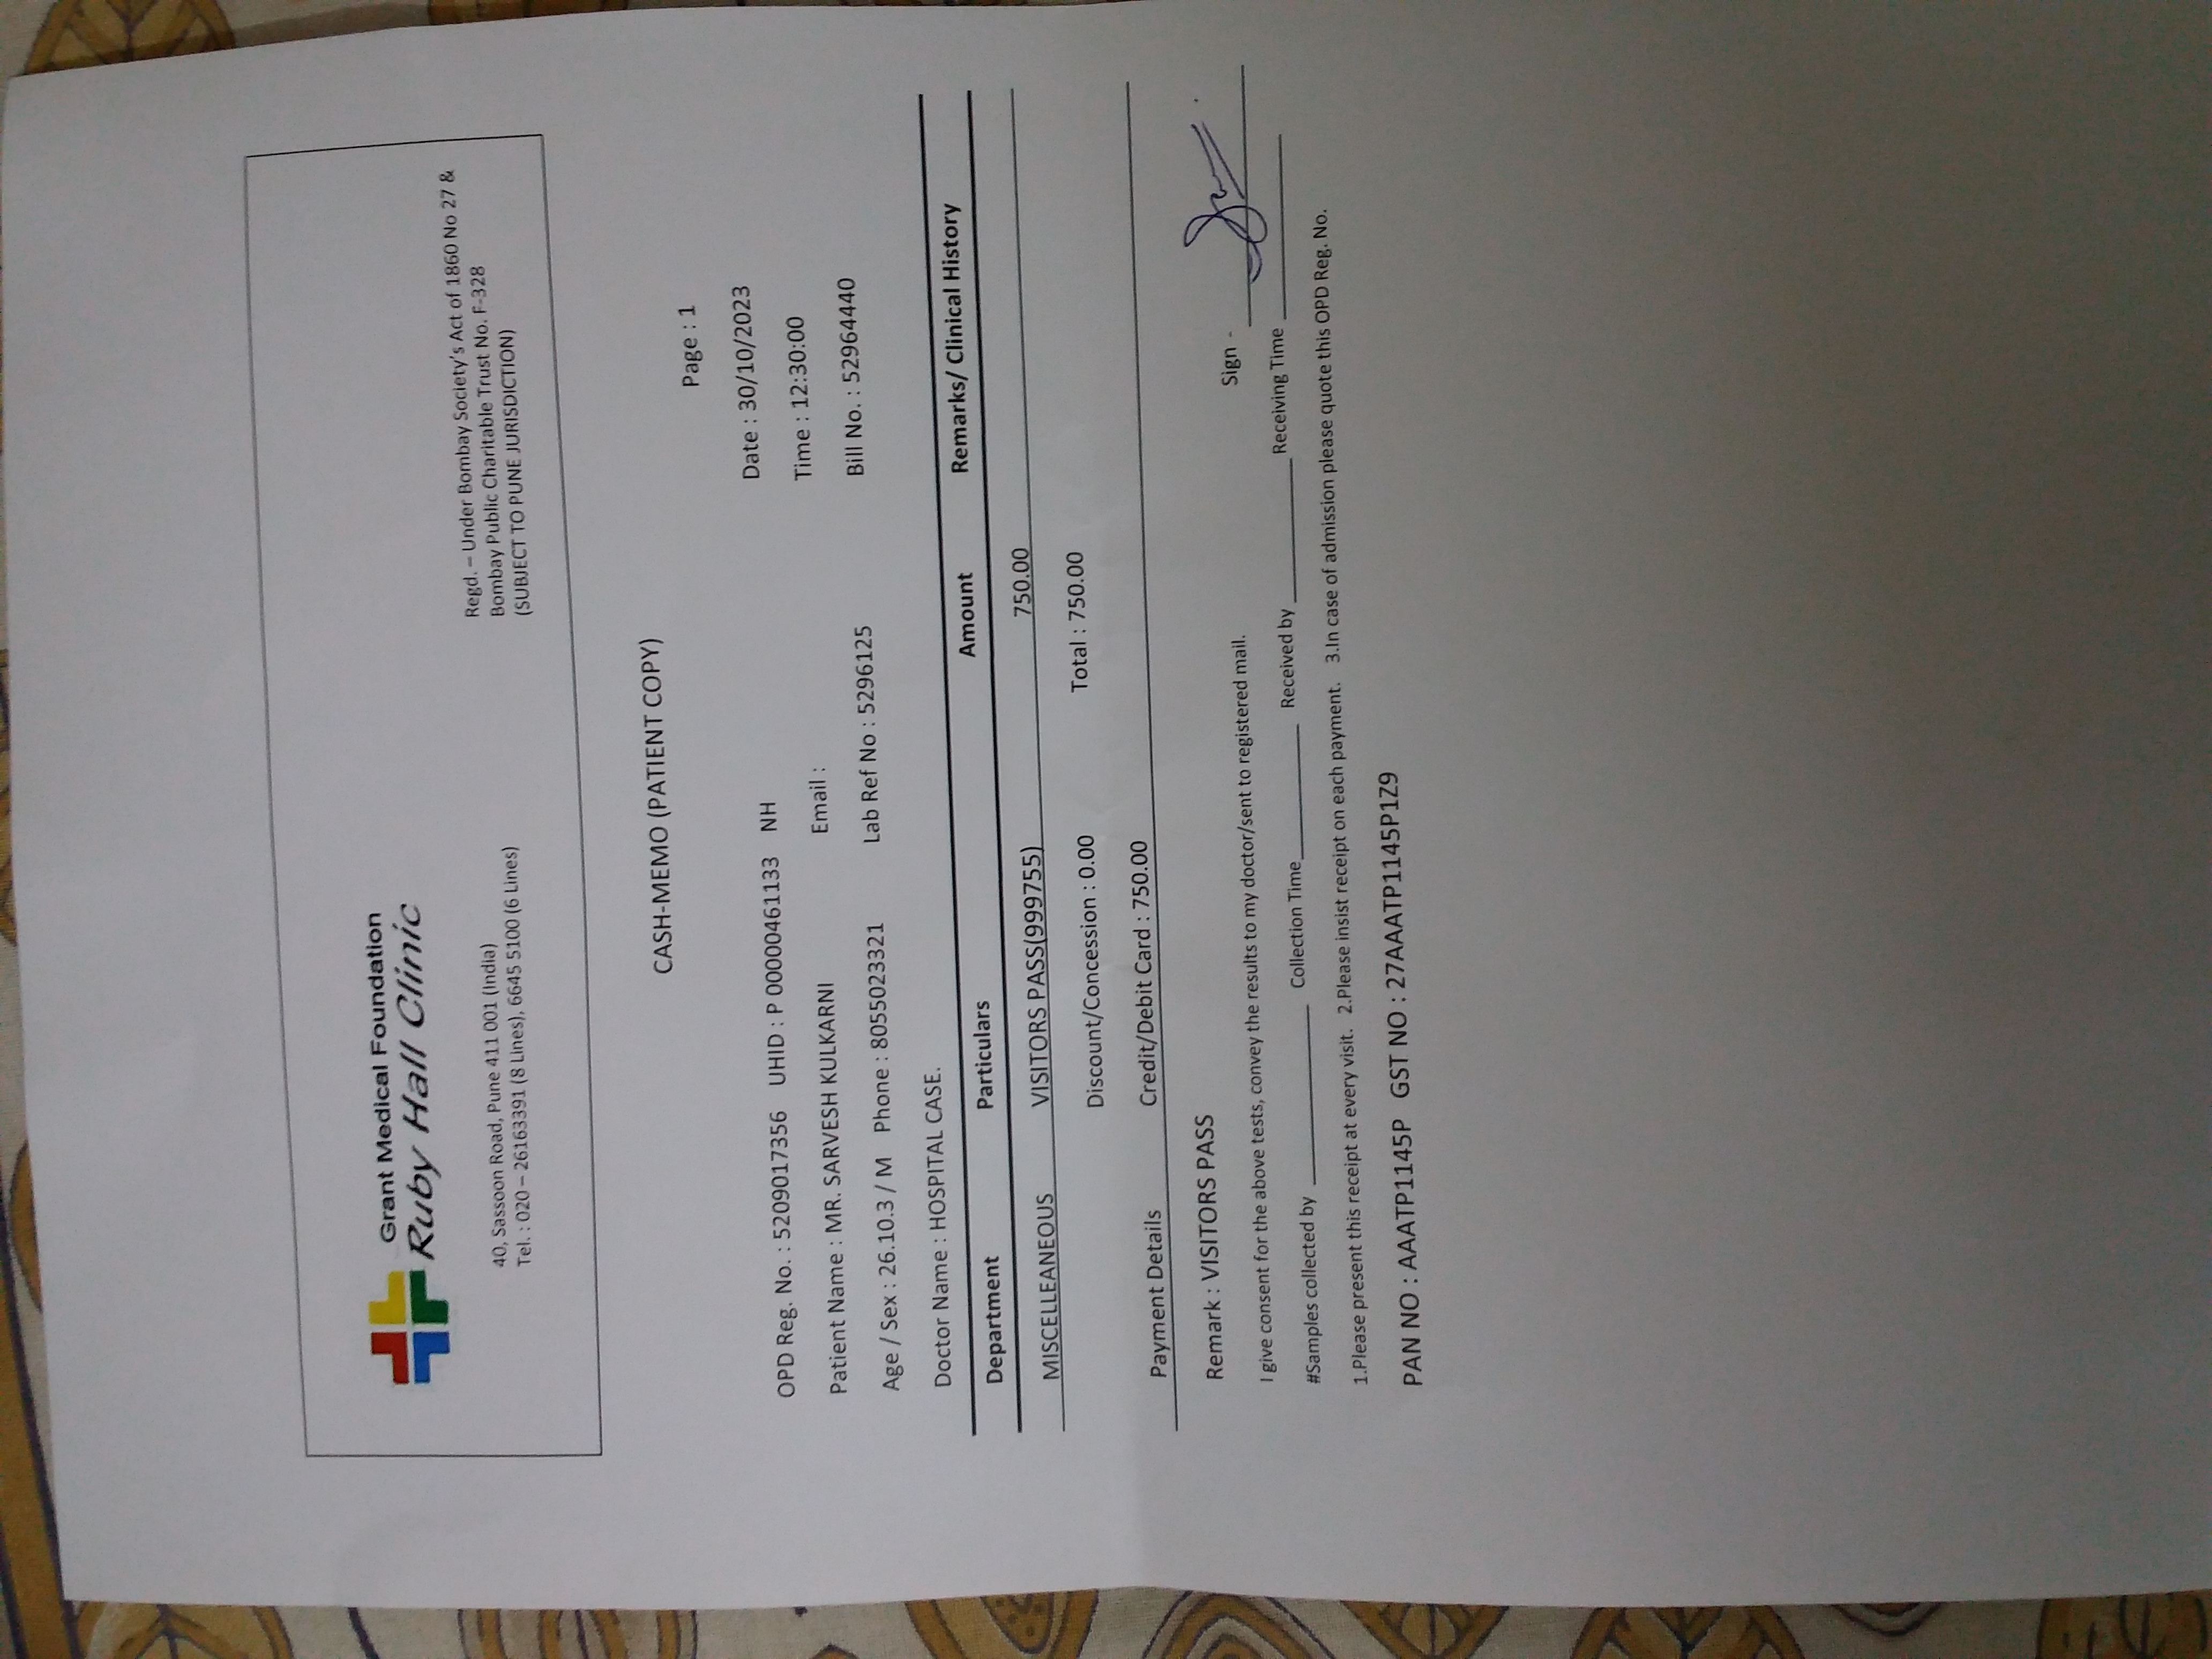 Grant Medical Foundation
Ruby Hall Clinic
40, Sassoon Road, Pune 411 001 (India)
Tel. : 020 – 26163391 (8 Lines), 6645 5100 (6 Lines)
Regd. – Under Bombay Society's Act of 1860 No 27 &
Bombay Public Charitable Trust No. F-328
(SUBJECT TO PUNE JURISDICTION)
CASH-MEMO (PATIENT COPY)
Page : 1
OPD Reg. No. : 5209017356 UHID : P 00000461133 NH Date : 30/10/2023
Patient Name : MR. SARVESH KULKARNI Email : Time : 12:30:00
Age / Sex : 26.10.3 / M Phone : 8055023321 Lab Ref No : 5296125 Bill No. : 52964440
Doctor Name : HOSPITAL CASE.
Department Particulars Amount Remarks/ Clinical History
MISCELLEANEOUS VISITORS PASS(999755) 750.00
Discount/Concession : 0.00 Total : 750.00
Payment Details Credit/Debit Card : 750.00
Remark : VISITORS PASS
I give consent for the above tests, convey the results to my doctor/sent to registered mail. Sign -
#Samples collected by Collection Time Received by Receiving Time
1.Please present this receipt at every visit. 2.Please insist receipt on each payment. 3.In case of admission please quote this OPD Reg. No.
PAN NO : AAATP1145P GST NO : 27AAATP1145P1Z9